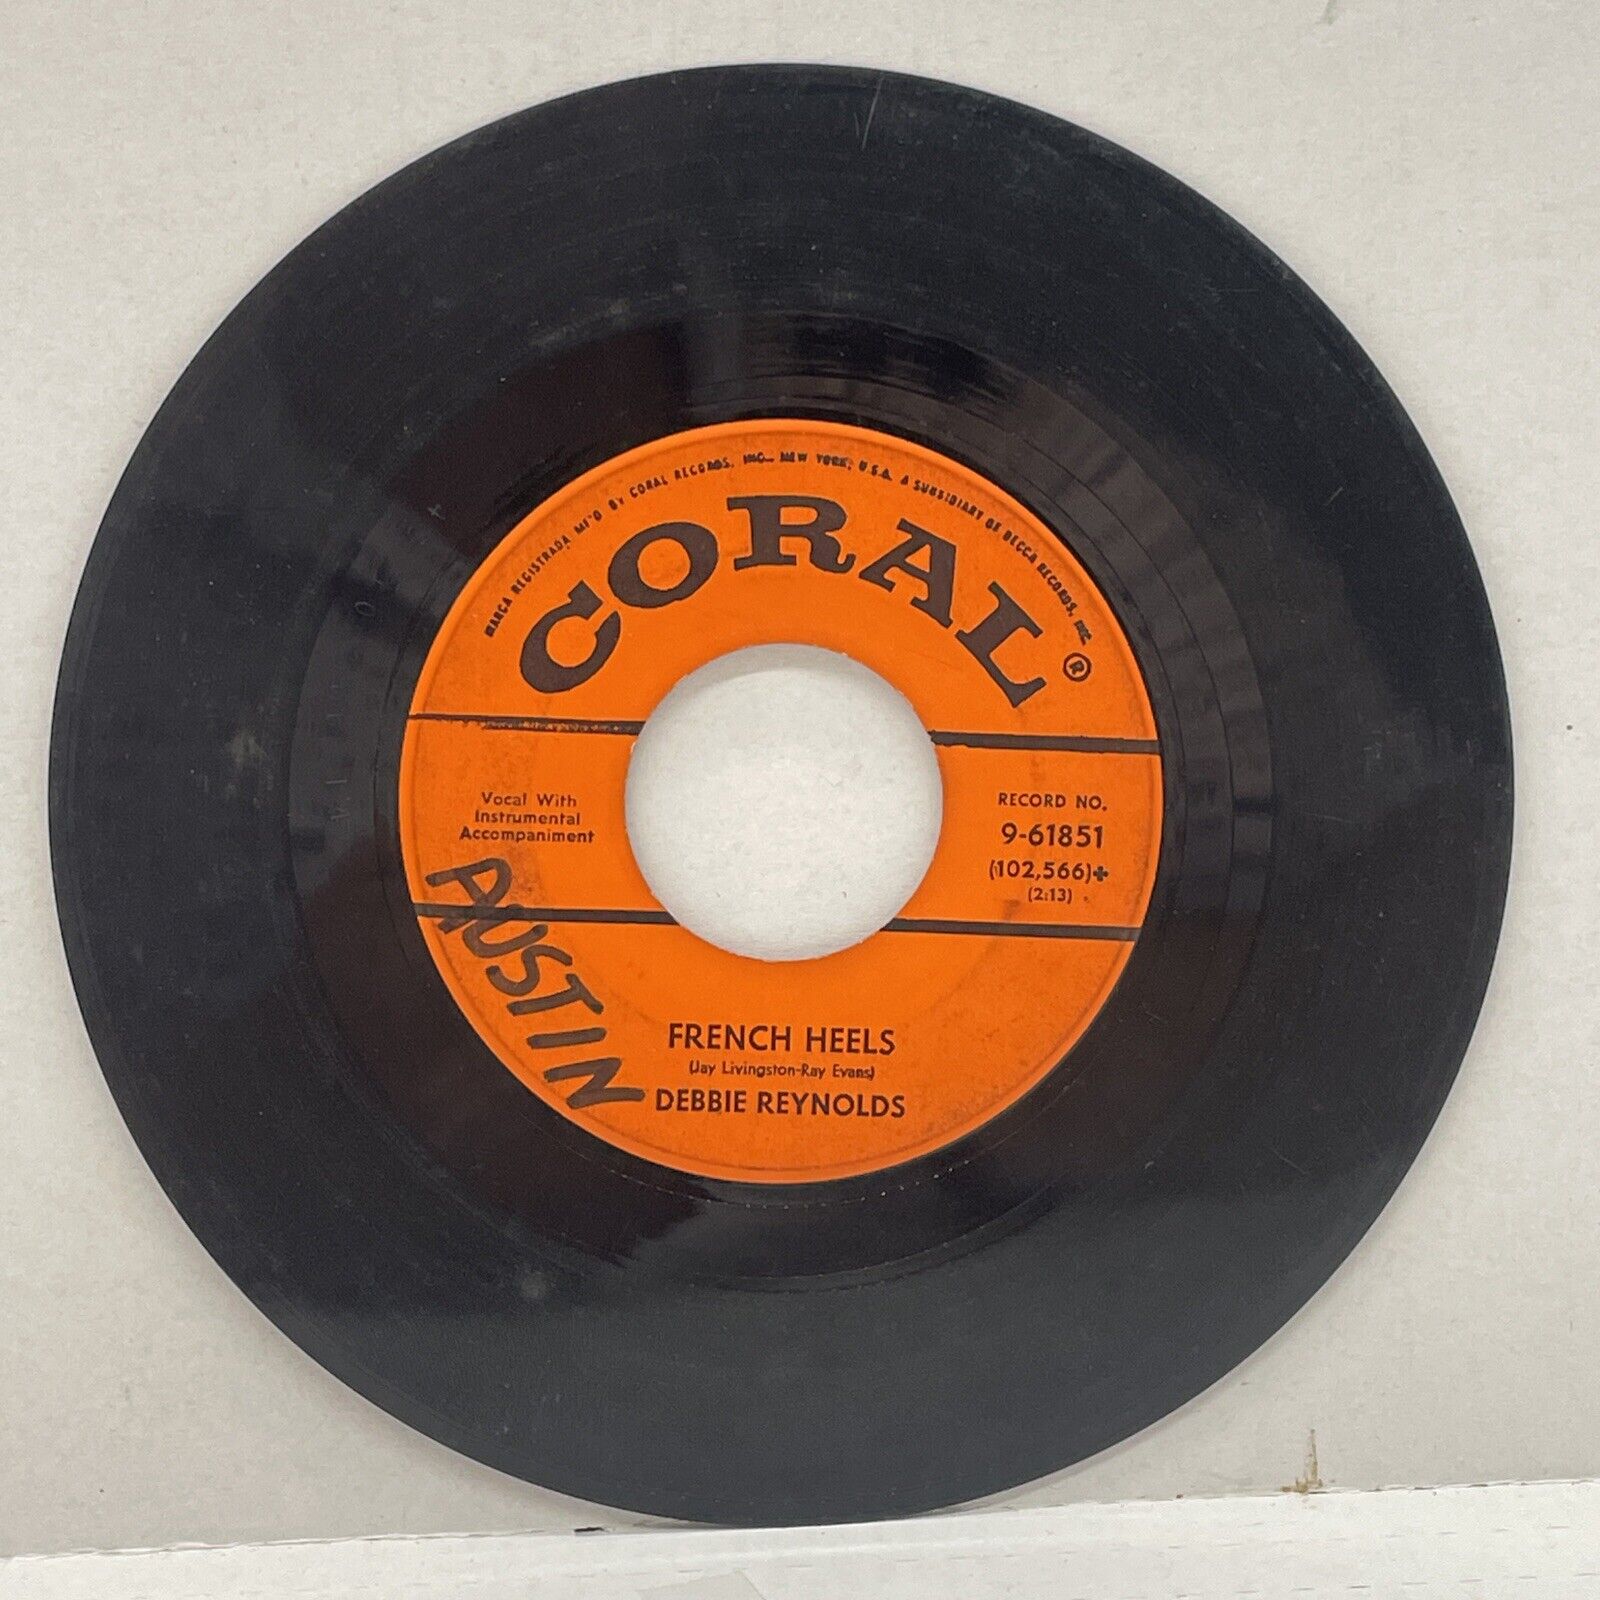 MARCA REGISTRADA MF'D BY CORAL RECORDS, INC., NEW YORK, U.S.A. A SUBSIDIARY OF DECCA RECORDS, INC.
CORAL®
Vocal With
Instrumental
Accompaniment
RECORD NO.
9-61851
(102,566)+
(2:13)
AUSTIN
FRENCH HEELS
(Jay Livingston-Ray Evans)
DEBBIE REYNOLDS